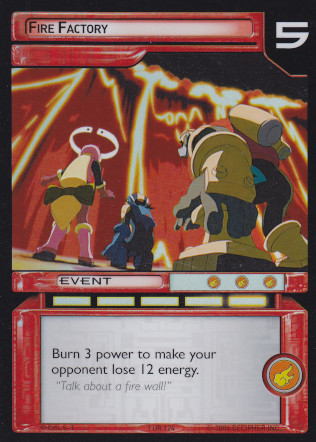 FIRE FACTORY
5
EVENT
Burn 3 power to make your
opponent lose 12 energy.
"Talk about a fire wall!"